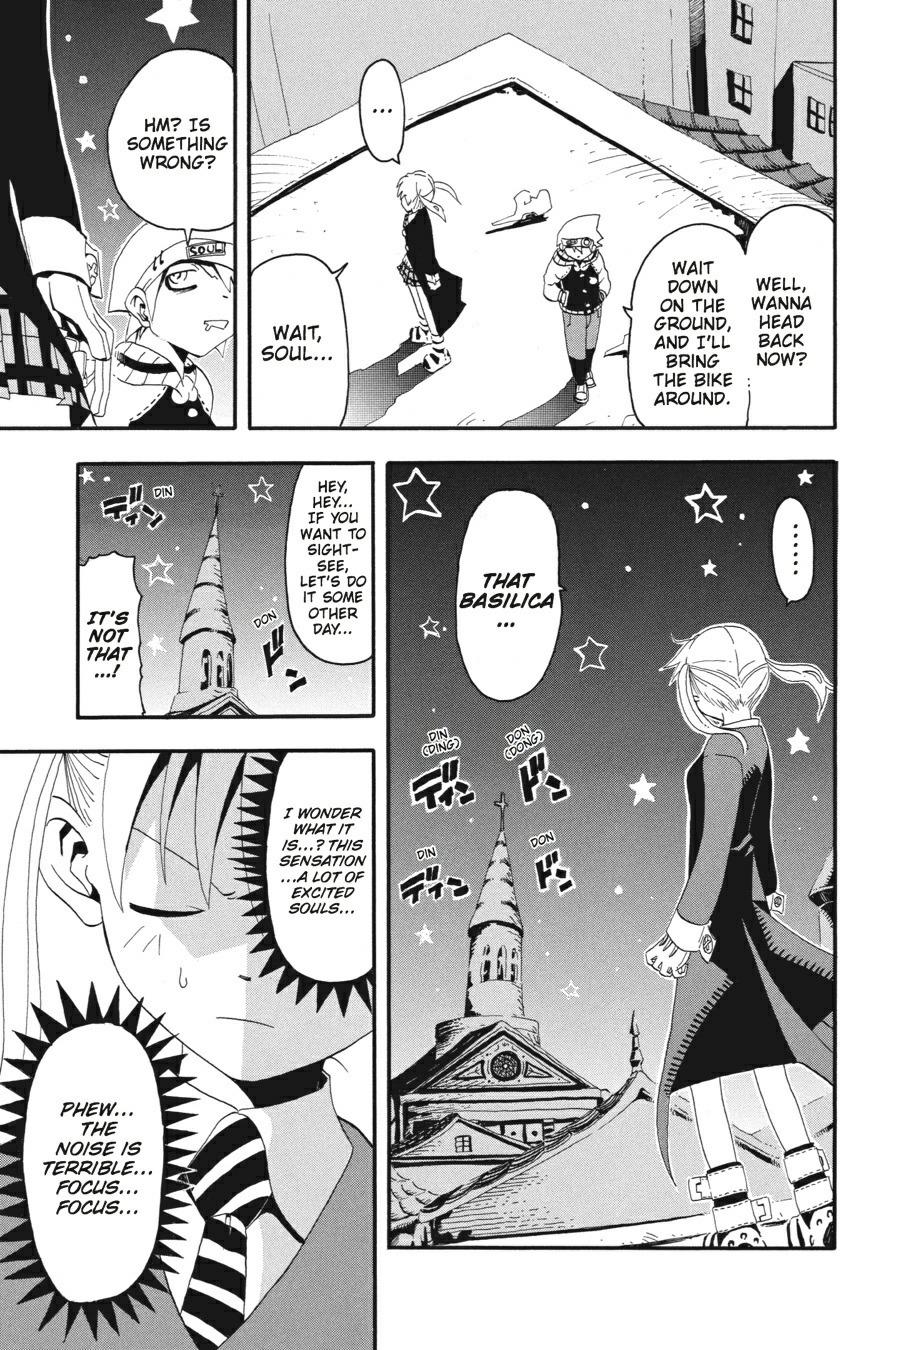 WELL,
WANNA
HEAD
BACK
NOW?
WAIT
DOWN
ON THE
GROUND,
AND I'LL
BRING
THE BIKE
AROUND.
...
WAIT,
SOUL...
HM? IS
SOMETHING
WRONG?
SOUL
......
THAT
BASILICA
...
DIN
DIN
(DING)
ディン
DON
(DONG)
ドン
DIN
ディン
DON
ドン
HEY,
HEY...
IF YOU
WANT TO
SIGHT-
SEE,
LET'S DO
IT SOME
OTHER
DAY...
DIN
ディン
DON
ドン
IT'S
NOT
THAT
...!
I WONDER
WHAT IT
IS...? THIS
SENSATION
...A LOT OF
EXCITED
SOULS...
PHEW...
THE
NOISE IS
TERRIBLE...
FOCUS...
FOCUS...